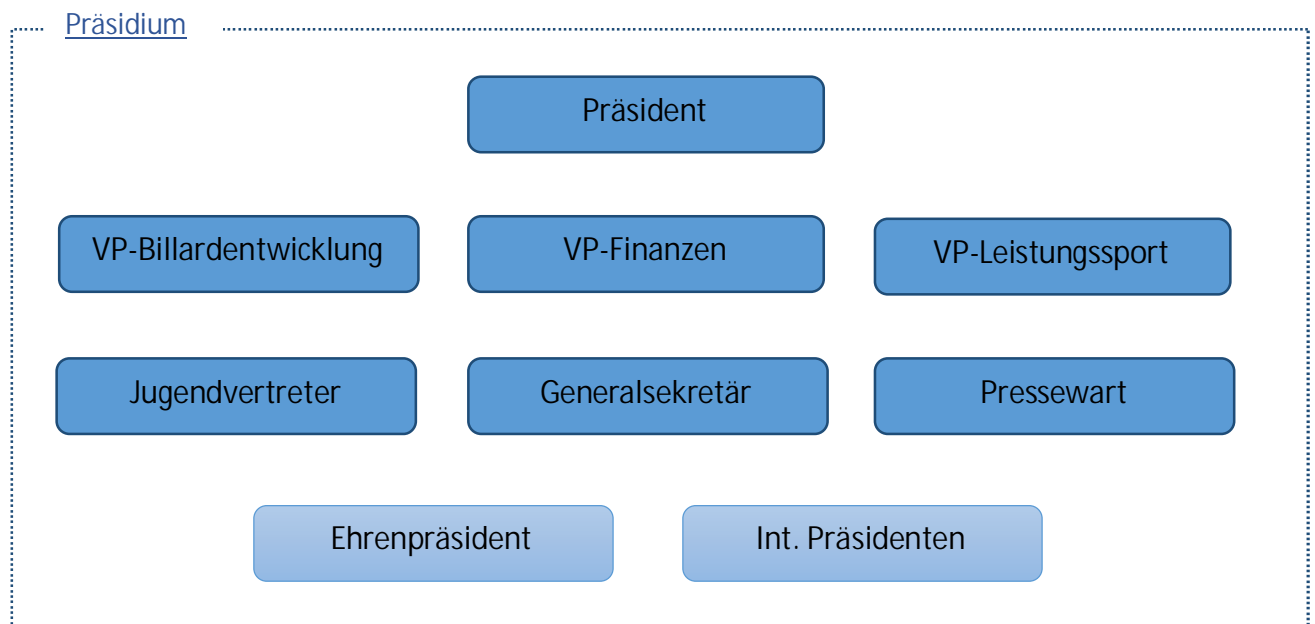 Präsidium
Präsident
VP-Billardentwicklung
VP-Finanzen
VP-Leistungssport
Jugendvertreter
Generalsekretär
Pressewart
Ehrenpräsident
Int. Präsidenten